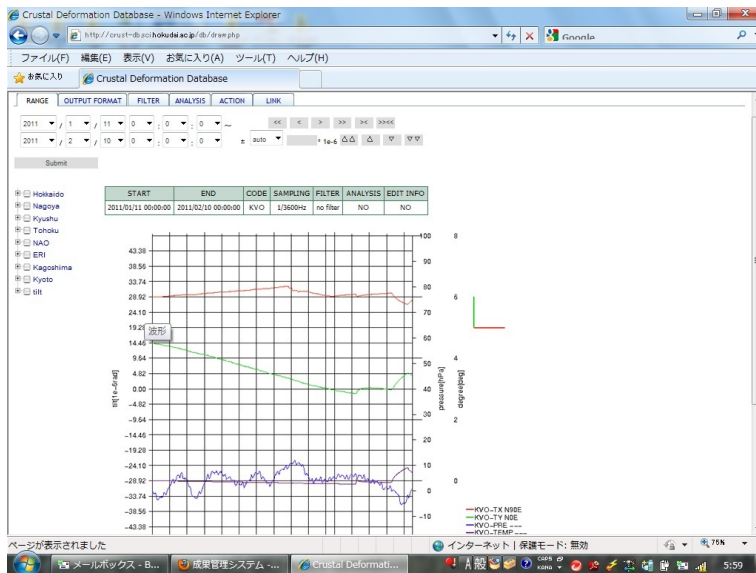 Crustal Deformation Database - Windows Internet Explorer
http://crust-db.sci.hokudai.ac.jp/db/draw.php
Google
ファイル(F) 編集(E) 表示(V) お気に入り(A) ツール(T) ヘルプ(H)
お気に入り Crustal Deformation Database
RANGE OUTPUT FORMAT FILTER ANALYSIS ACTION LINK
2011 / 1 / 11 0 : 0 : 0 ~ << < > >> >< >><<
2011 / 2 / 10 0 : 0 : 0 ± auto * 1e-6 △△ △ ▽ ▽▽
Submit
Hokkaido
Nagoya
Kyushu
Tohoku
NAO
ERI
Kagoshima
Kyoto
tilt
START END CODE SAMPLING FILTER ANALYSIS EDIT INFO
2011/01/11 00:00:00 2011/02/10 00:00:00 KVO 1/3600Hz no filter NO NO
43.38
38.56
33.74
28.92
24.10
19.28
14.46
9.64
4.82
0.00
-4.82
-9.64
-14.46
-19.28
-24.10
-28.92
-33.74
-38.56
-43.38
tilt[1e-6rad]
波形
100
90
80
70
60
50
40
30
20
10
0
-10
pressure[hPa]
8
6
4
2
0
degree[deg]
KVO-TX N90E
KVO-TY N0E
KVO-PRE ---
KVO-TEMP ---
ページが表示されました インターネット | 保護モード: 無効 75%
メールボックス - B... 成果管理システム -... Crustal Deformati... A 般 CAPS KANA 5:59